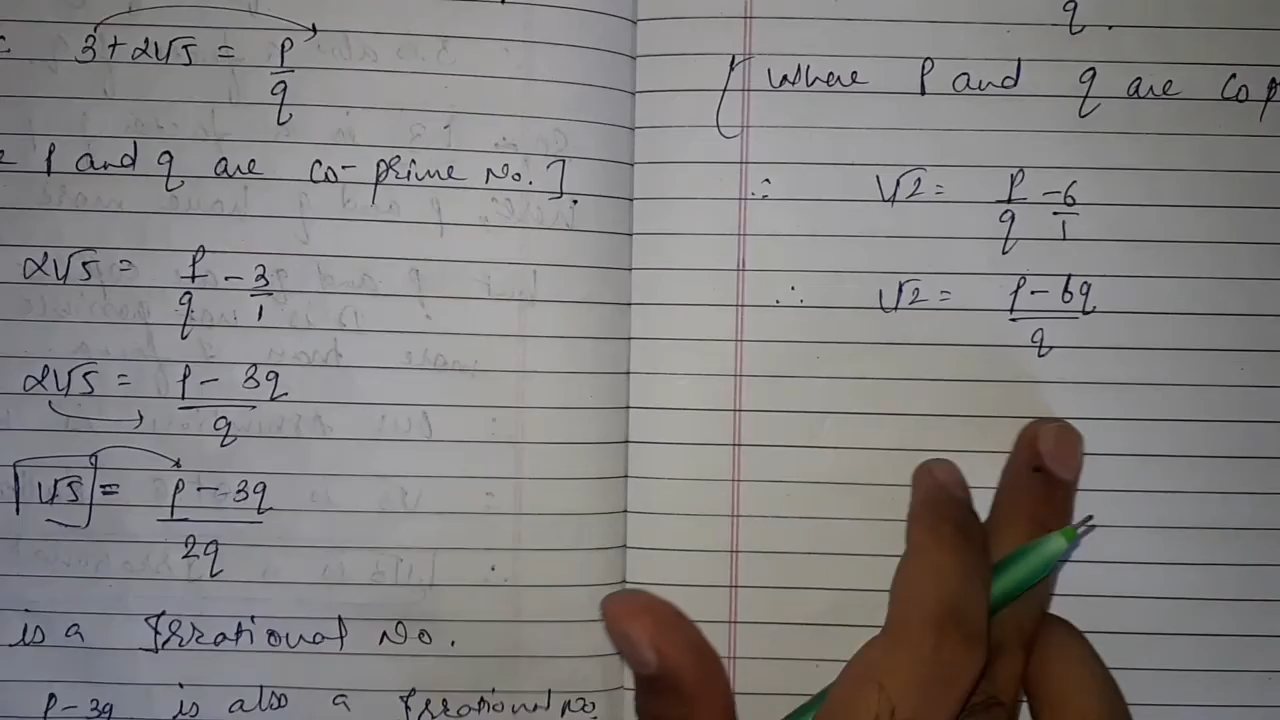 3+2√5 = p/q
p and q are co-prime No.].
2√5 = p/q - 3/1
2√5 = p - 3q / q
√5 = p - 3q / 2q
is a Irrational No.
p-3q is also a Irrational No.
q.
[ Where P and q are cop
∴ √2 = p/q - 6/1
∴ √2 = p - 6q / q